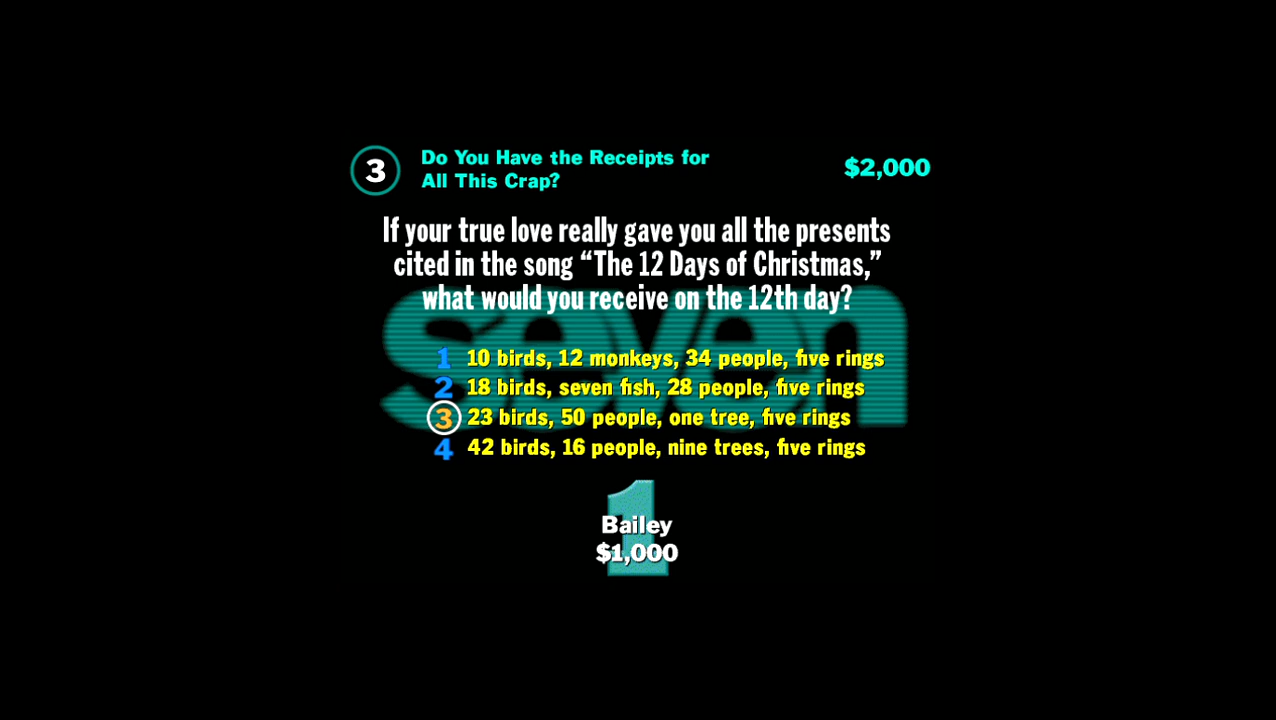 3
Do You Have the Receipts for
All This Crap?
$2,000
If your true love really gave you all the presents
cited in the song “The 12 Days of Christmas,”
what would you receive on the 12th day?
seven
1 10 birds, 12 monkeys, 34 people, five rings
2 18 birds, seven fish, 28 people, five rings
3 23 birds, 50 people, one tree, five rings
4 42 birds, 16 people, nine trees, five rings
1
Bailey
$1,000